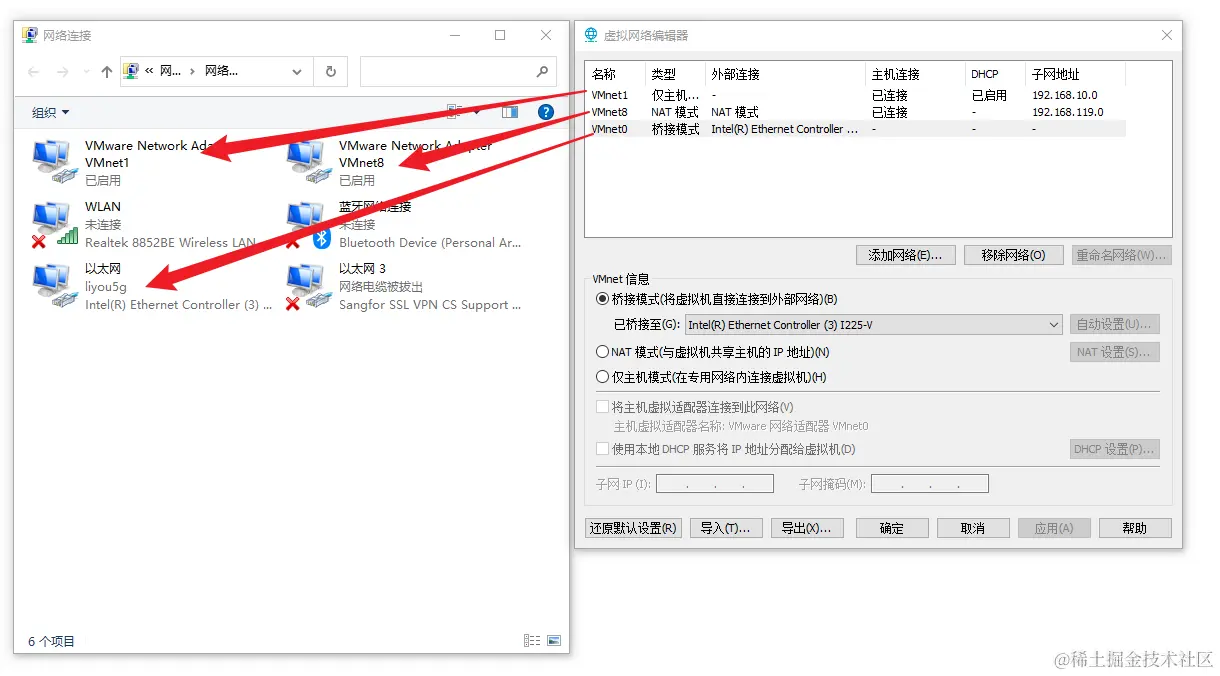 网络连接
« 网... › 网络...
组织
VMware Network Ada
VMnet1
已启用
VMware Network Adapter
VMnet8
已启用
WLAN
未连接
Realtek 8852BE Wireless LAN
蓝牙网络连接
未连接
Bluetooth Device (Personal Ar...
以太网
liyou5g
Intel(R) Ethernet Controller (3) ...
以太网 3
网络电缆被拔出
Sangfor SSL VPN CS Support ...
6 个项目
虚拟网络编辑器
名称 类型 外部连接 主机连接 DHCP 子网地址
VMnet1 仅主机... - 已连接 已启用 192.168.10.0
VMnet8 NAT 模式 NAT 模式 已连接 - 192.168.119.0
VMnet0 桥接模式 Intel(R) Ethernet Controller ... - - -
添加网络(E)... 移除网络(O) 重命名网络(W)...
VMnet 信息
桥接模式(将虚拟机直接连接到外部网络)(B)
已桥接至(G): Intel(R) Ethernet Controller (3) I225-V 自动设置(U)...
NAT 模式(与虚拟机共享主机的 IP 地址)(N) NAT 设置(S)...
仅主机模式(在专用网络内连接虚拟机)(H)
将主机虚拟适配器连接到此网络(V)
主机虚拟适配器名称: VMware 网络适配器 VMnet0
使用本地 DHCP 服务将 IP 地址分配给虚拟机(D) DHCP 设置(P)...
子网 IP (I): . . . 子网掩码(M): . . .
还原默认设置(R) 导入(T)... 导出(X)... 确定 取消 应用(A) 帮助
@稀土掘金技术社区